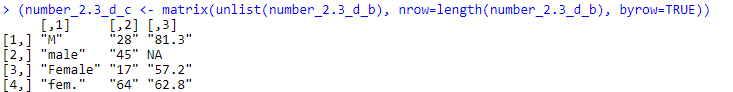 > (number_2.3_d_c <- matrix(unlist(number_2.3_d_b), nrow=length(number_2.3_d_b), byrow=TRUE))
     [,1]     [,2] [,3]
[1,] "M"      "28" "81.3"
[2,] "male"   "45" NA
[3,] "Female" "17" "57.2"
[4,] "fem."   "64" "62.8"